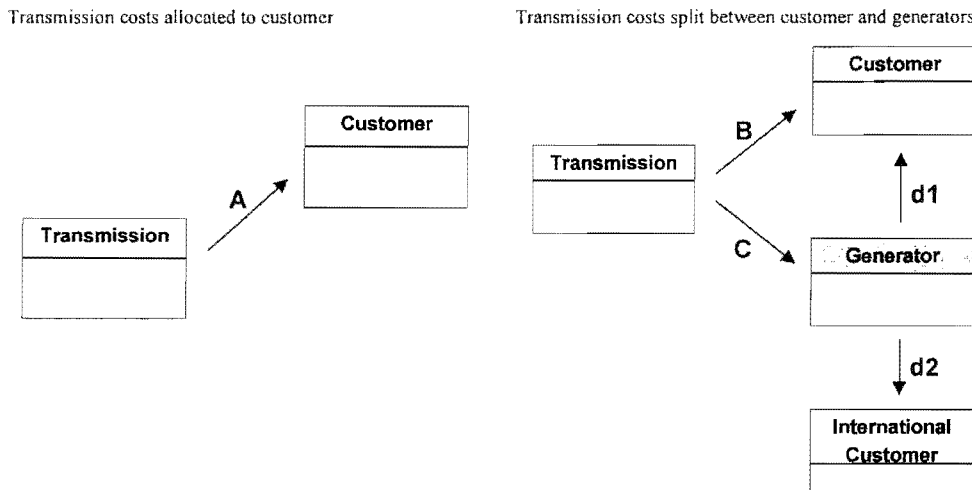 Transmission costs allocated to customer
Customer
A
Transmission
Transmission costs split between customer and generators
Customer
B
Transmission
d1
C
Generator
d2
International
Customer